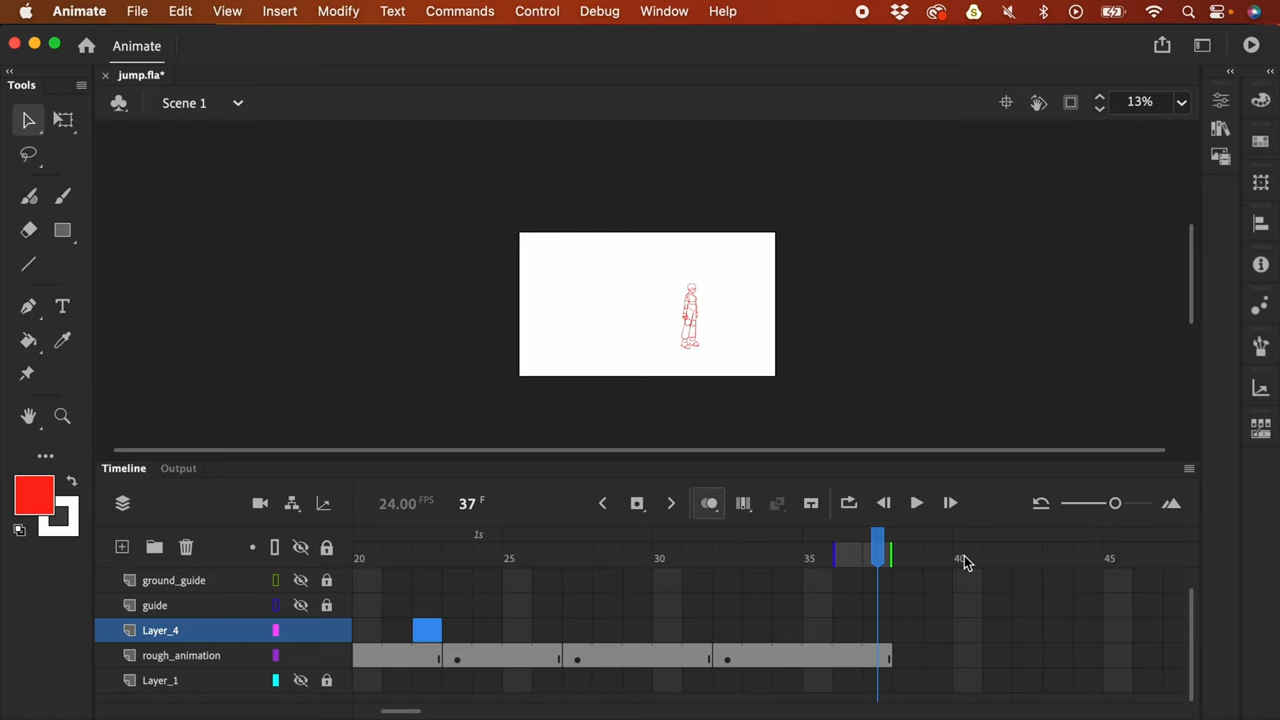 Animate File Edit View Insert Modify Text Commands Control Debug Window Help
Animate
Tools
jump.fla*
Scene 1
13%
T
Timeline Output
24.00 FPS 37 F
1s
20 25 30 35 40 45
ground_guide
guide
Layer_4
rough_animation
Layer_1